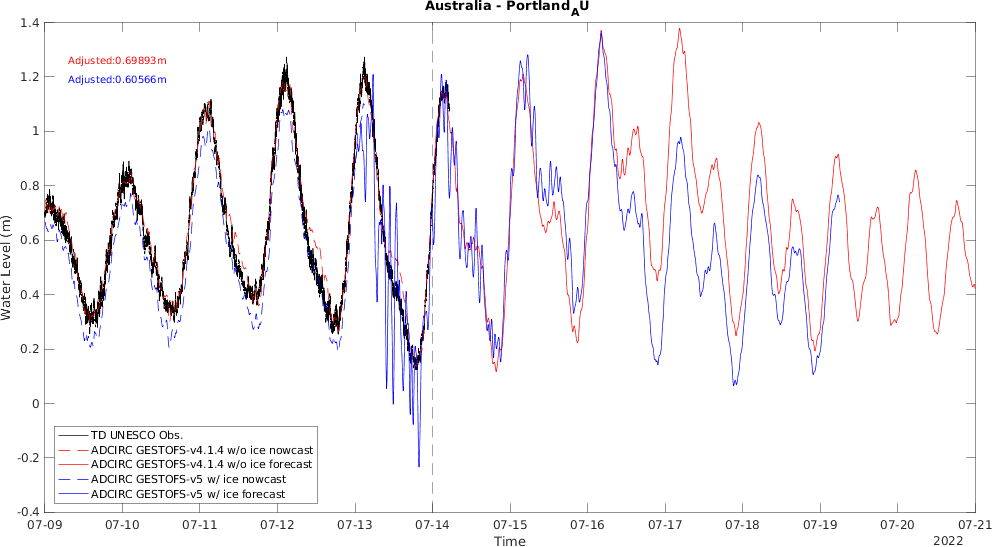 Australia - Portland_AU
1.4
1.2
1
0.8
0.6
0.4
0.2
0
-0.2
-0.4
Water Level (m)
Adjusted:0.69893m
Adjusted:0.60566m
TD UNESCO Obs.
ADCIRC GESTOFS-v4.1.4 w/o ice nowcast
ADCIRC GESTOFS-v4.1.4 w/o ice forecast
ADCIRC GESTOFS-v5 w/ ice nowcast
ADCIRC GESTOFS-v5 w/ ice forecast
07-09 07-10 07-11 07-12 07-13 07-14 07-15 07-16 07-17 07-18 07-19 07-20 07-21
Time
2022